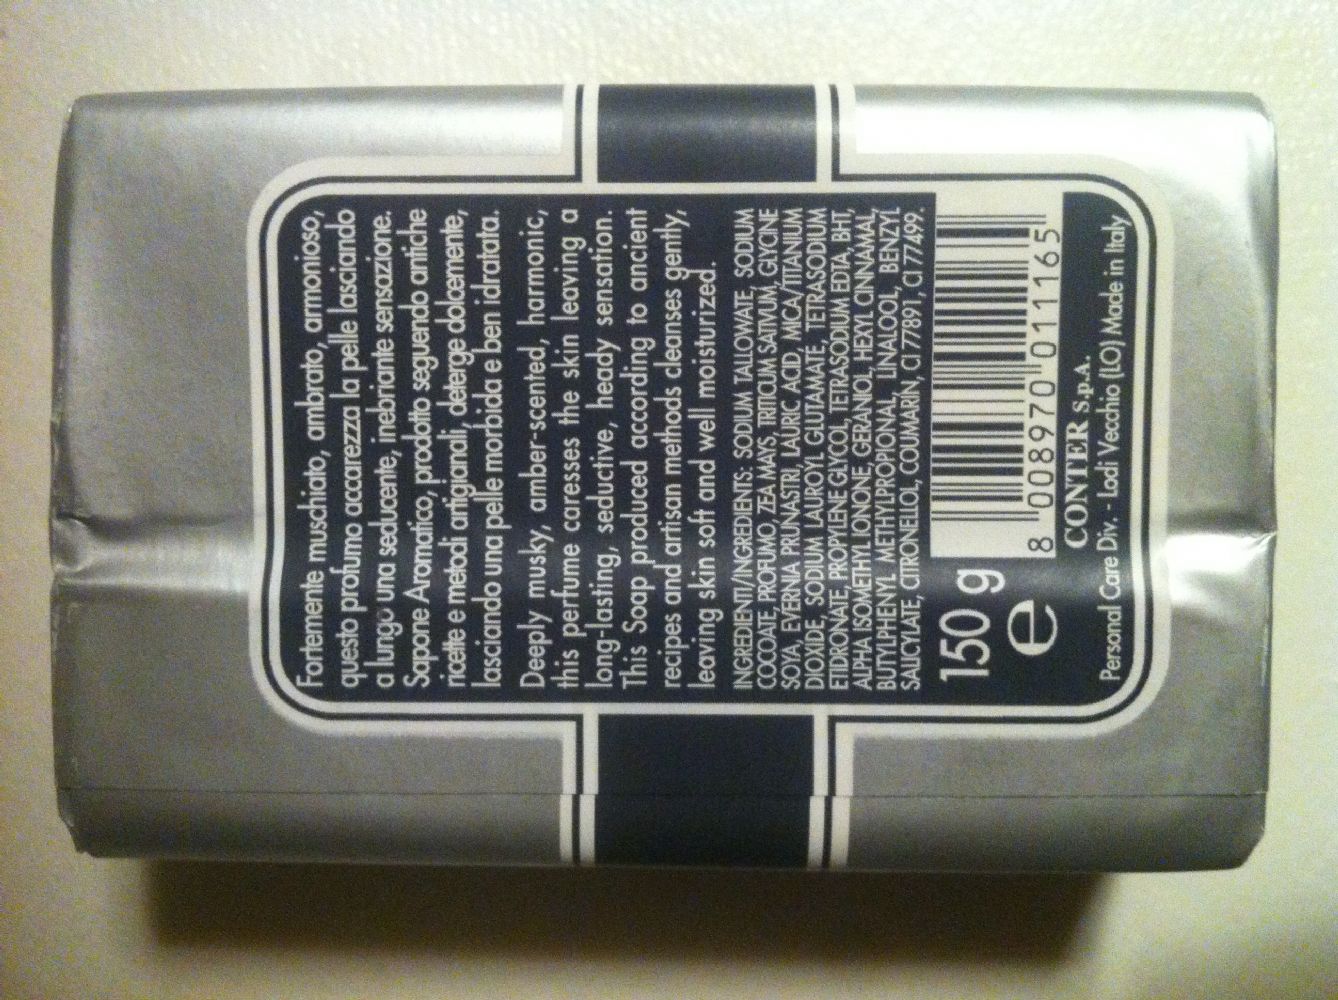 Fortemente muschiato, ambrato, armonioso,
questo profumo accarezza la pelle lasciando
a lungo una seducente, inebriante sensazione.
Sapone Aromatico, prodotto seguendo antiche
ricette e metodi artigianali, deterge dolcemente,
lasciando una pelle morbida e ben idratata.
Deeply musky, amber-scented, harmonic,
this perfume caresses the skin leaving a
long-lasting, seductive, heady sensation.
This Soap produced according to ancient
recipes and artisan methods cleanses gently,
leaving skin soft and well moisturized.
INGREDIENTI/INGREDIENTS: SODIUM TALLOWATE, SODIUM
COCOATE, PROFUMO, ZEA MAYS, TRITICUM SATIVUM, GLYCINE
SOYA, EVERNIA PRUNASTRI, LAURIC ACID, MICA/TITANIUM
DIOXIDE, SODIUM LAUROYL GLUTAMATE, TETRASODIUM
ETIDRONATE, PROPYLENE GLYCOL, TETRASODIUM EDTA, BHT,
ALPHA ISOMETHYL IONONE, GERANIOL, HEXYL CINNAMAL,
BUTYLPHENYL METHYLPROPIONAL, LINALOOL, BENZYL
SALICYLATE, CITRONELLOL, COUMARIN, CI 77891, CI 77499.
150 g
e
8 008970 011165
CONTER S.p.A.
Personal Care Div. - Lodi Vecchio (LO) Made in Italy